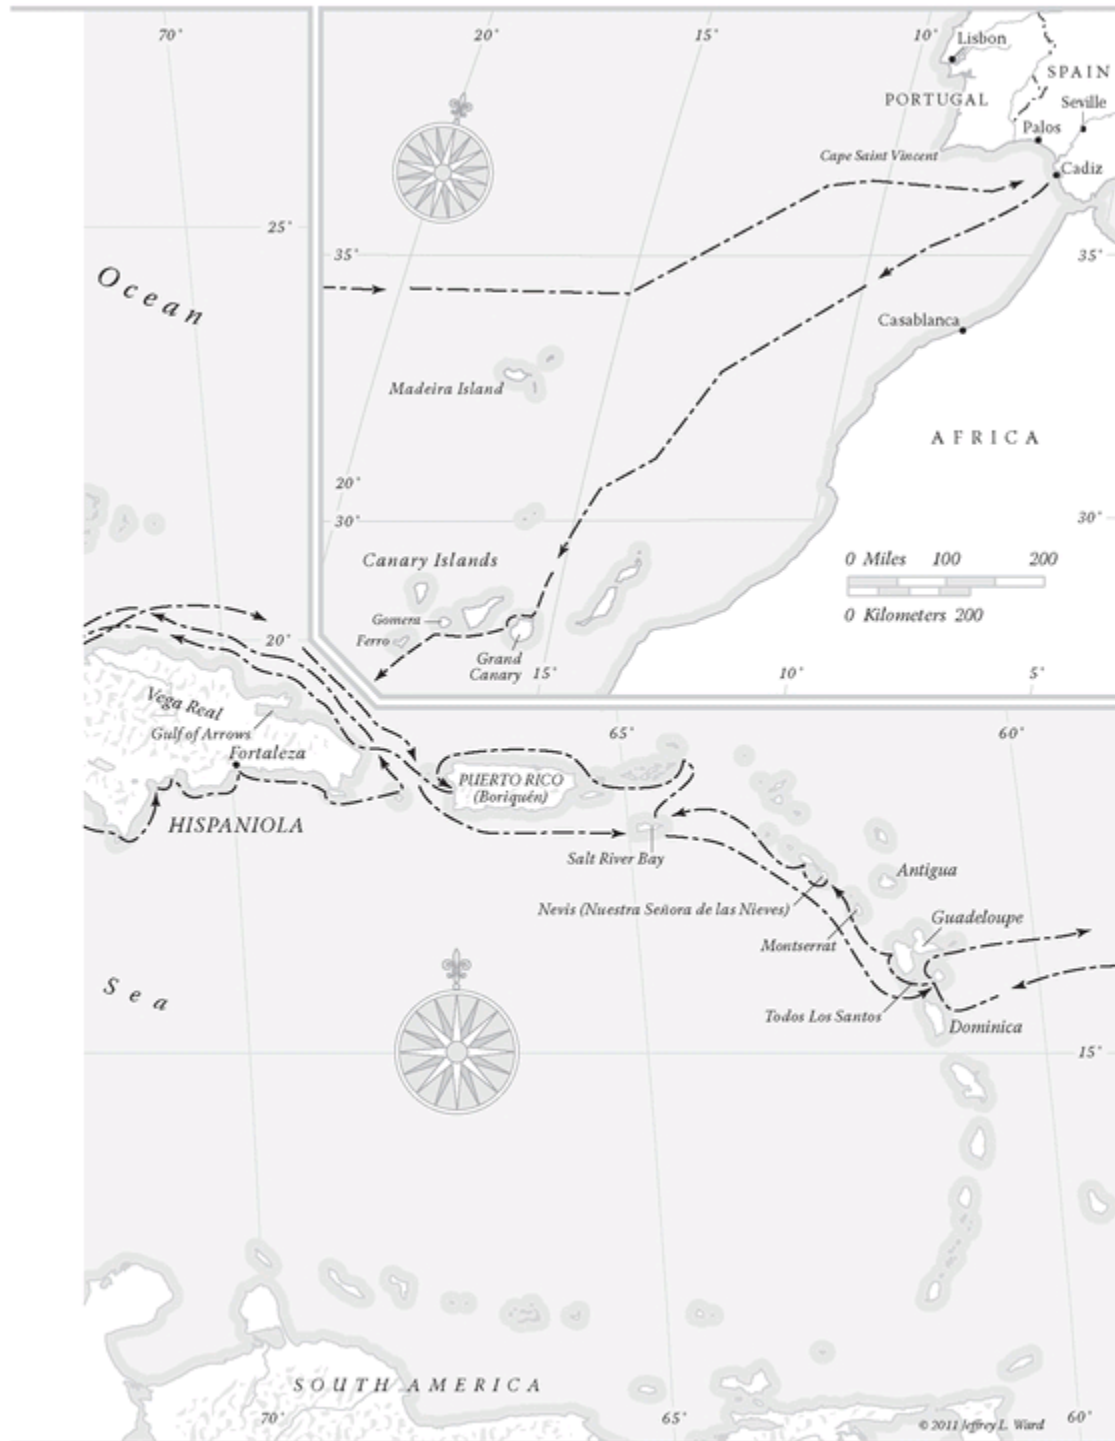 70°
20°
15°
10°
Lisbon
SPAIN
PORTUGAL
Seville
Palos
Cape Saint Vincent
Cadiz
25°
35°
35°
Ocean
Casablanca
Madeira Island
AFRICA
20°
30°
30°
Canary Islands
0 Miles 100 200
0 Kilometers 200
Gomera
Ferro
20°
Grand
Canary
15°
10°
5°
Vega Real
Gulf of Arrows
Fortaleza
65°
60°
PUERTO RICO
(Boriquén)
HISPANIOLA
Salt River Bay
Antigua
Nevis (Nuestra Señora de las Nieves)
Guadeloupe
Montserrat
Sea
Todos Los Santos
Dominica
15°
SOUTH AMERICA
70°
65°
60°
© 2011 Jeffrey L. Ward